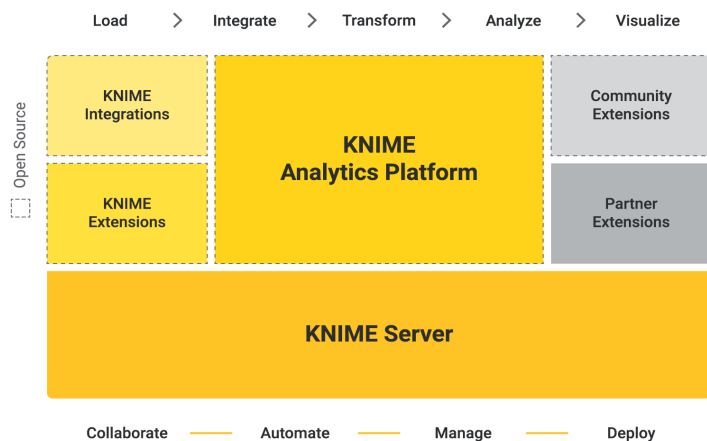 Load
Integrate
Transform
Analyze
Visualize
Open Source
KNIME
Integrations
KNIME
Analytics Platform
Community
Extensions
KNIME
Extensions
Partner
Extensions
KNIME Server
Collaborate
Automate
Manage
Deploy